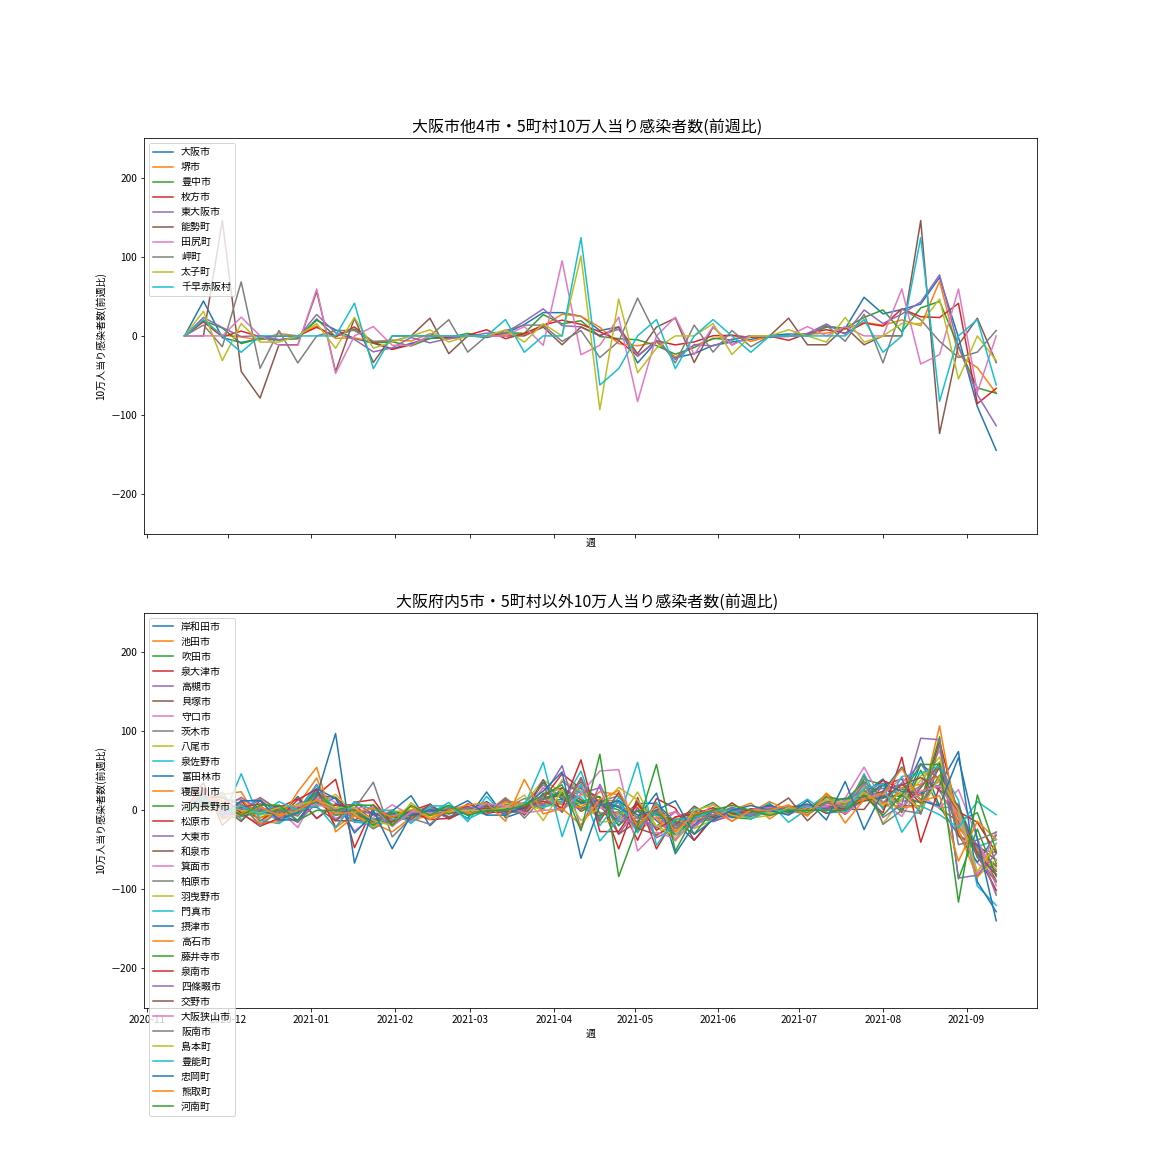 大阪市他4市・5町村10万人当り感染者数(前週比)
200
100
0
−100
−200
10万人当り感染者数(前週比)
大阪市
堺市
豊中市
枚方市
東大阪市
能勢町
田尻町
岬町
太子町
千早赤阪村
週
大阪府内5市・5町村以外10万人当り感染者数(前週比)
200
100
0
−100
−200
10万人当り感染者数(前週比)
岸和田市
池田市
吹田市
泉大津市
高槻市
貝塚市
守口市
茨木市
八尾市
泉佐野市
富田林市
寝屋川市
河内長野市
松原市
大東市
和泉市
箕面市
柏原市
羽曳野市
門真市
摂津市
高石市
藤井寺市
泉南市
四條畷市
交野市
大阪狭山市
阪南市
島本町
豊能町
忠岡町
熊取町
河南町
2020-11 2020-12 2021-01 2021-02 2021-03 2021-04 2021-05 2021-06 2021-07 2021-08 2021-09
週